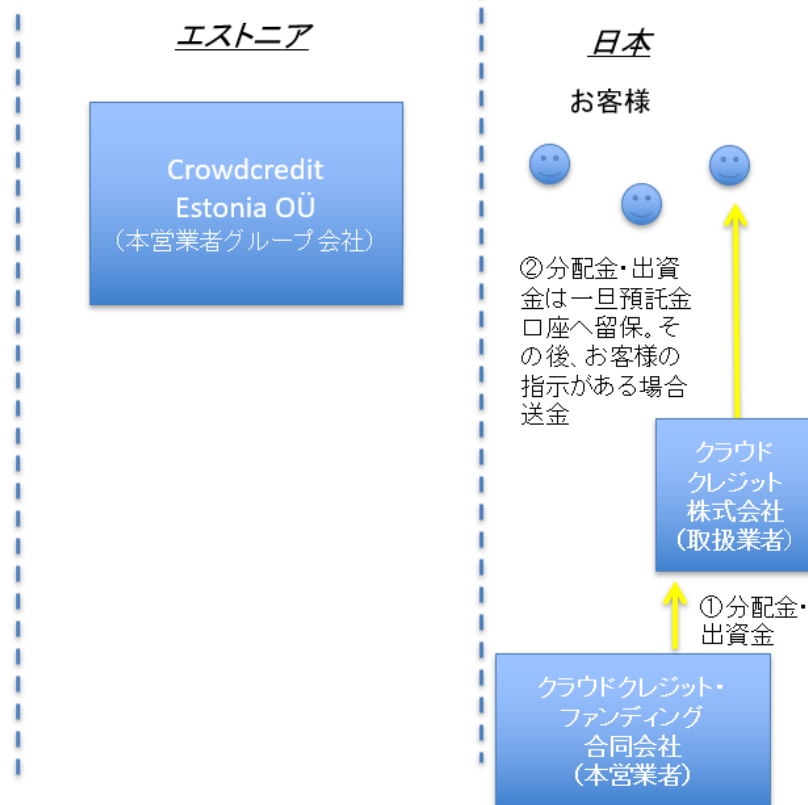 エストニア
日本
お客様
Crowdcredit
Estonia OÜ
（本営業者グループ会社）
②分配金・出資
金は一旦預託金
口座へ留保。そ
の後、お客様の
指示がある場合
送金
クラウド
クレジット
株式会社
（取扱業者）
①分配金・
出資金
クラウドクレジット・
ファンディング
合同会社
（本営業者）